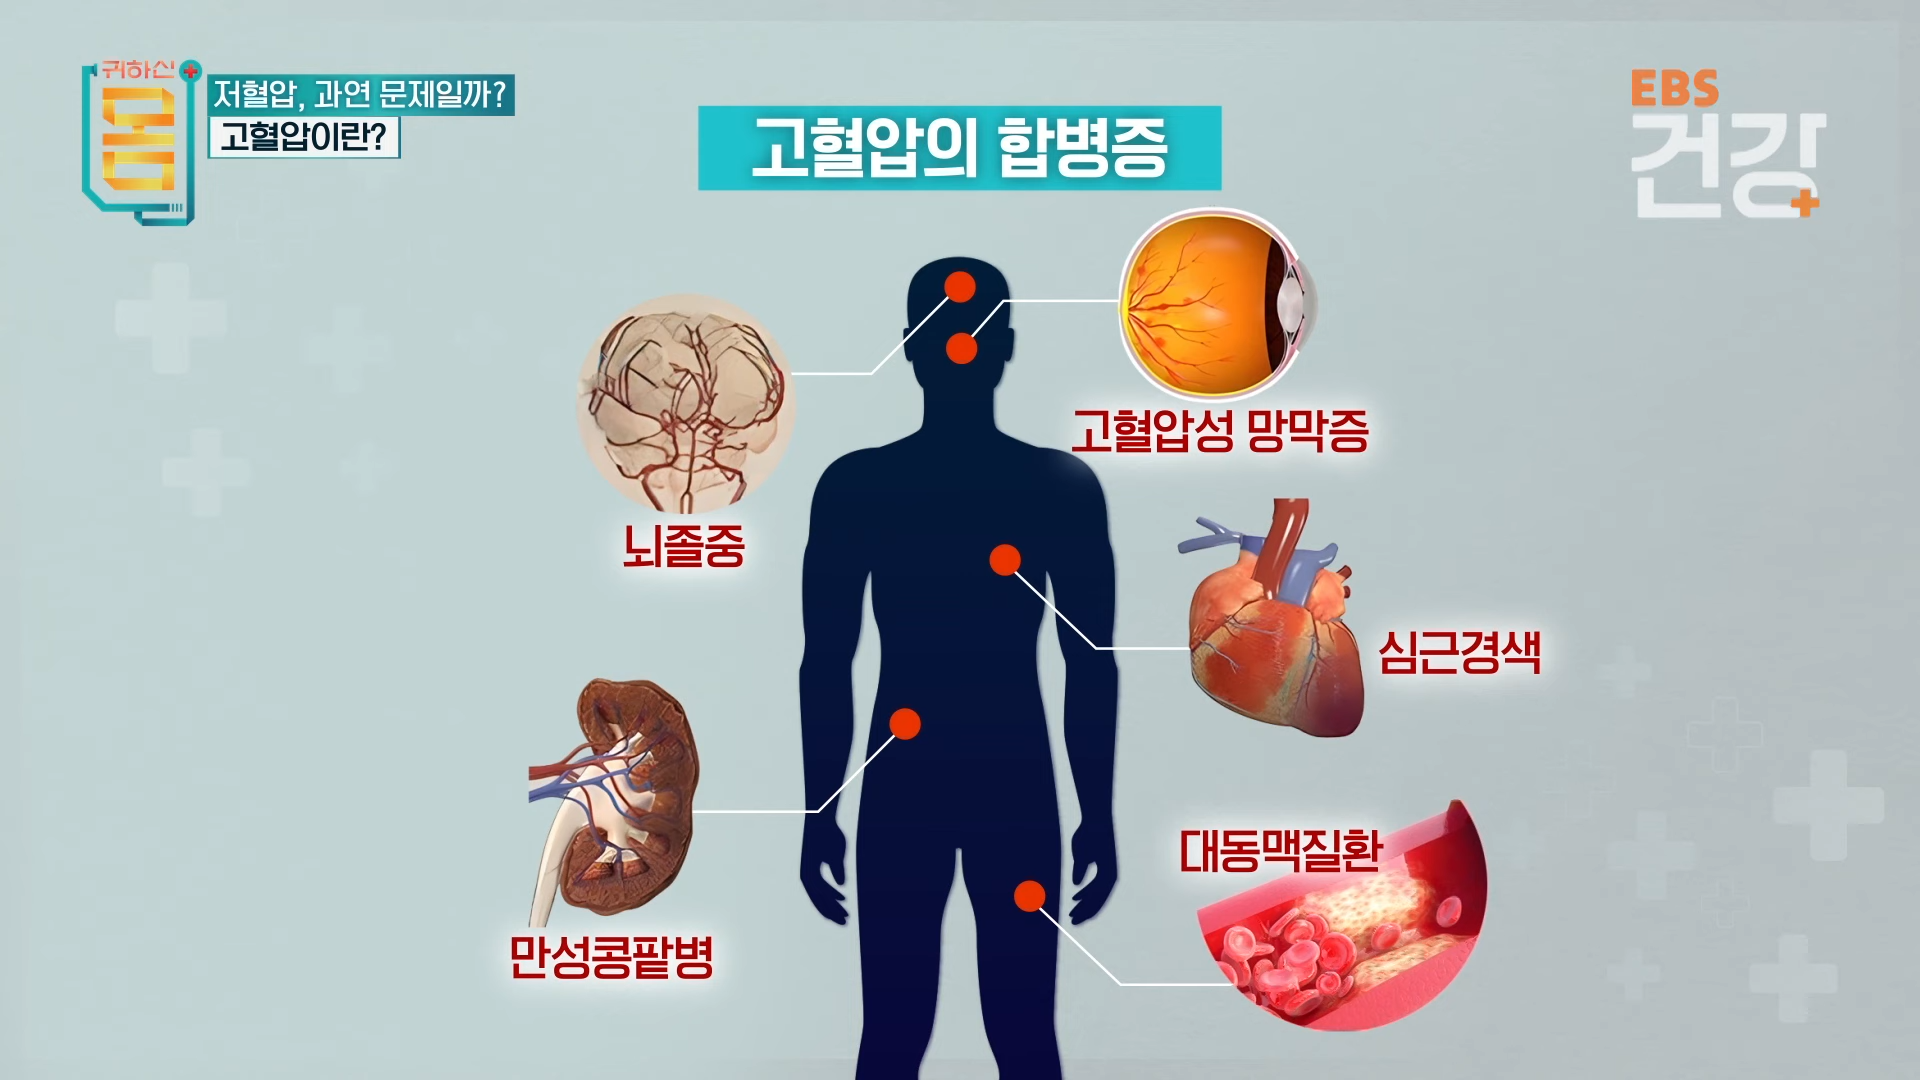 귀하신
몸
저혈압, 과연 문제일까?
고혈압이란?
EBS
건강
고혈압의 합병증
고혈압성 망막증
뇌졸중
심근경색
대동맥질환
만성콩팥병